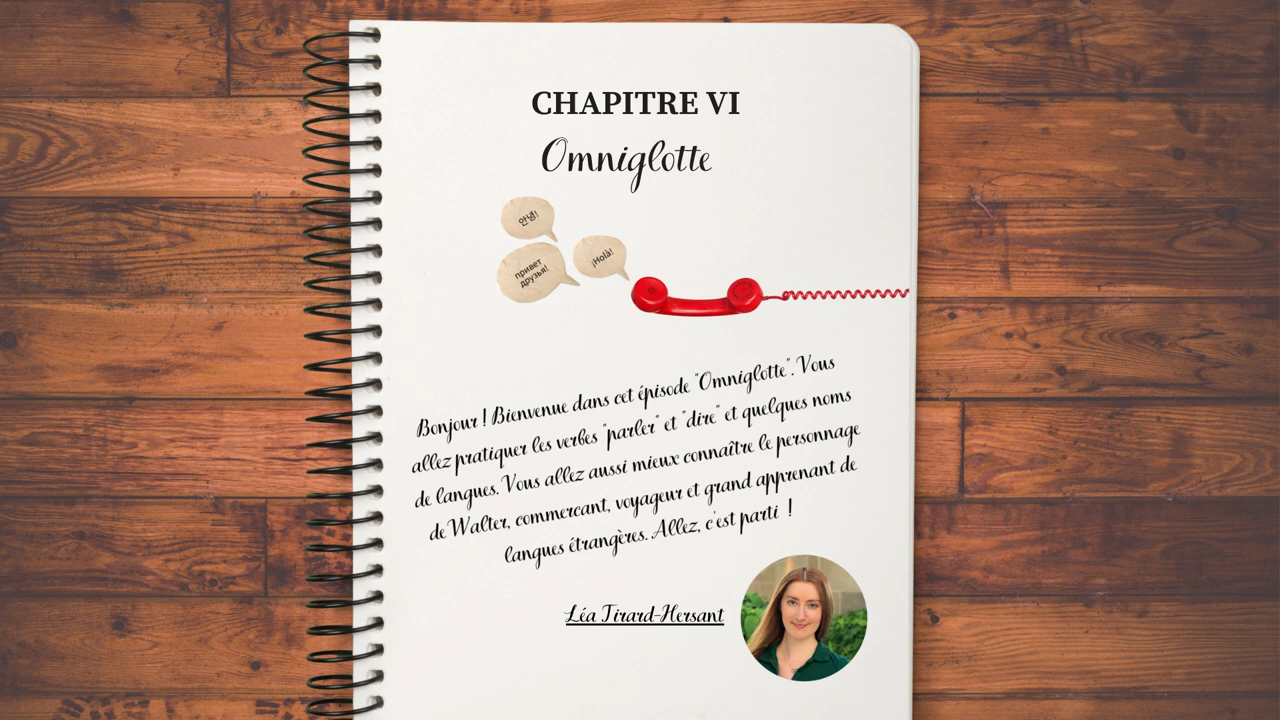 CHAPITRE VI
Omniglotte
안녕!
привет
друзья!
¡Holà!
Bonjour ! Bienvenue dans cet épisode "Omniglotte". Vous
allez pratiquer les verbes "parler" et "dire" et quelques noms
de langues. Vous allez aussi mieux connaître le personnage
de Walter, commercant, voyageur et grand apprenant de
langues étrangères. Allez, c'est parti !
Léa Tirard-Hersant